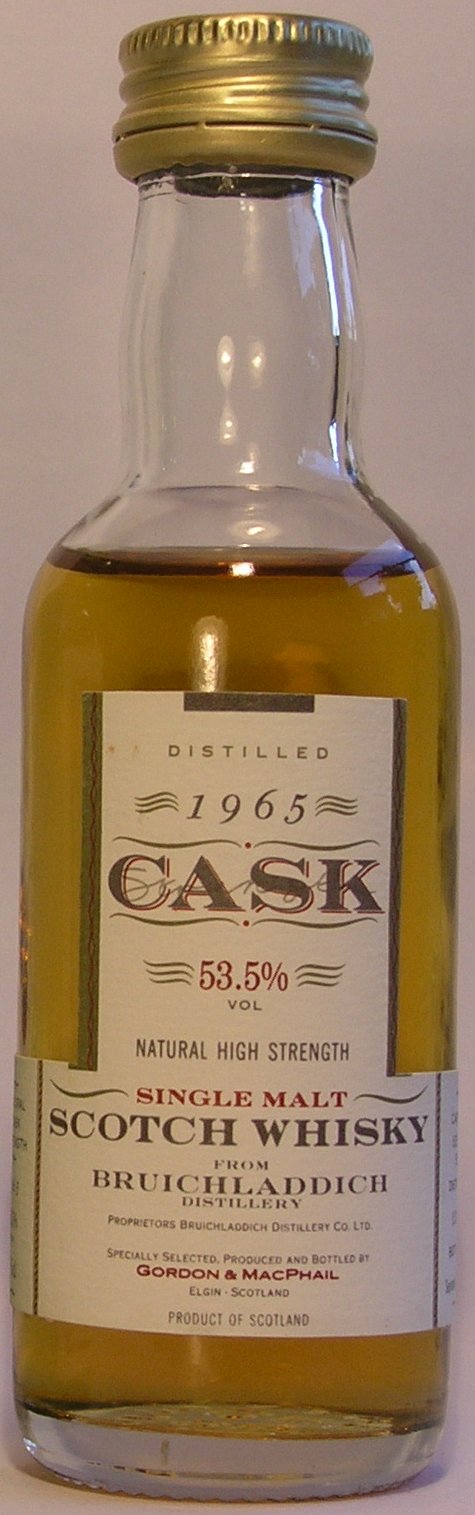 DISTILLED
1965
CASK
53.5%
VOL
NATURAL HIGH STRENGTH
SINGLE MALT
SCOTCH WHISKY
FROM
BRUICHLADDICH
DISTILLERY
PROPRIETORS BRUICHLADDICH DISTILLERY CO. LTD.
SPECIALLY SELECTED, PRODUCED AND BOTTLED BY
GORDON & MACPHAIL
ELGIN · SCOTLAND
PRODUCT OF SCOTLAND